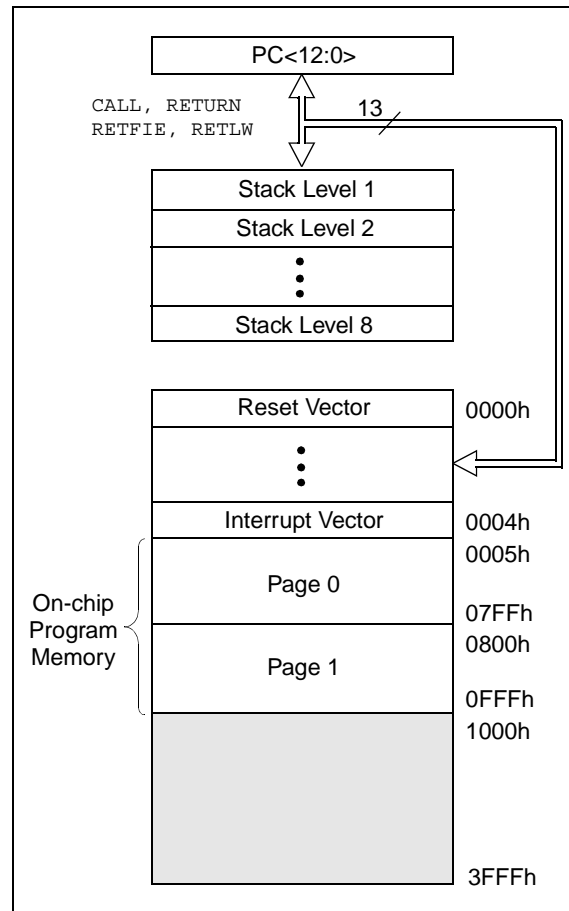 PC<12:0>
CALL, RETURN
RETFIE, RETLW
13
Stack Level 1
Stack Level 2
Stack Level 8
Reset Vector
0000h
Interrupt Vector
0004h
0005h
On-chip
Program
Memory
Page 0
07FFh
0800h
Page 1
0FFFh
1000h
3FFFh